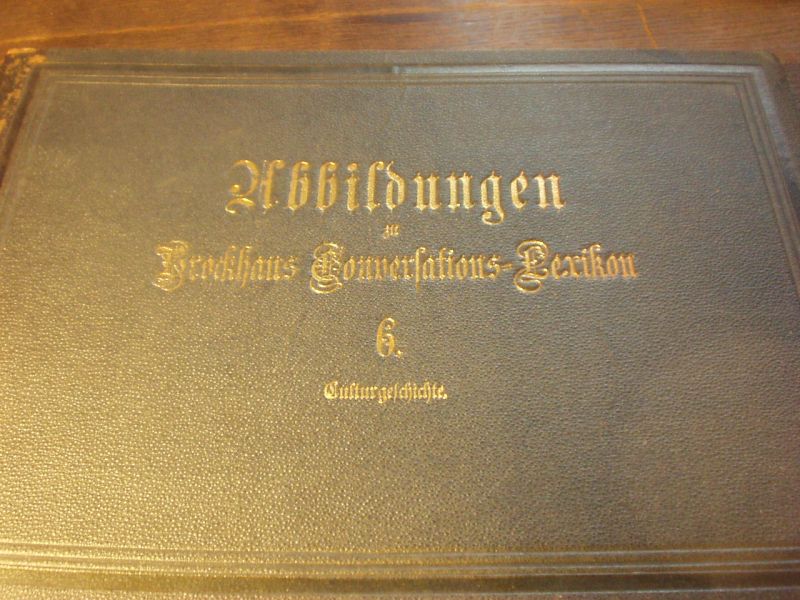 Abbildungen
zu
Brockhaus Conversations-Lexikon
6.
Culturgeschichte.